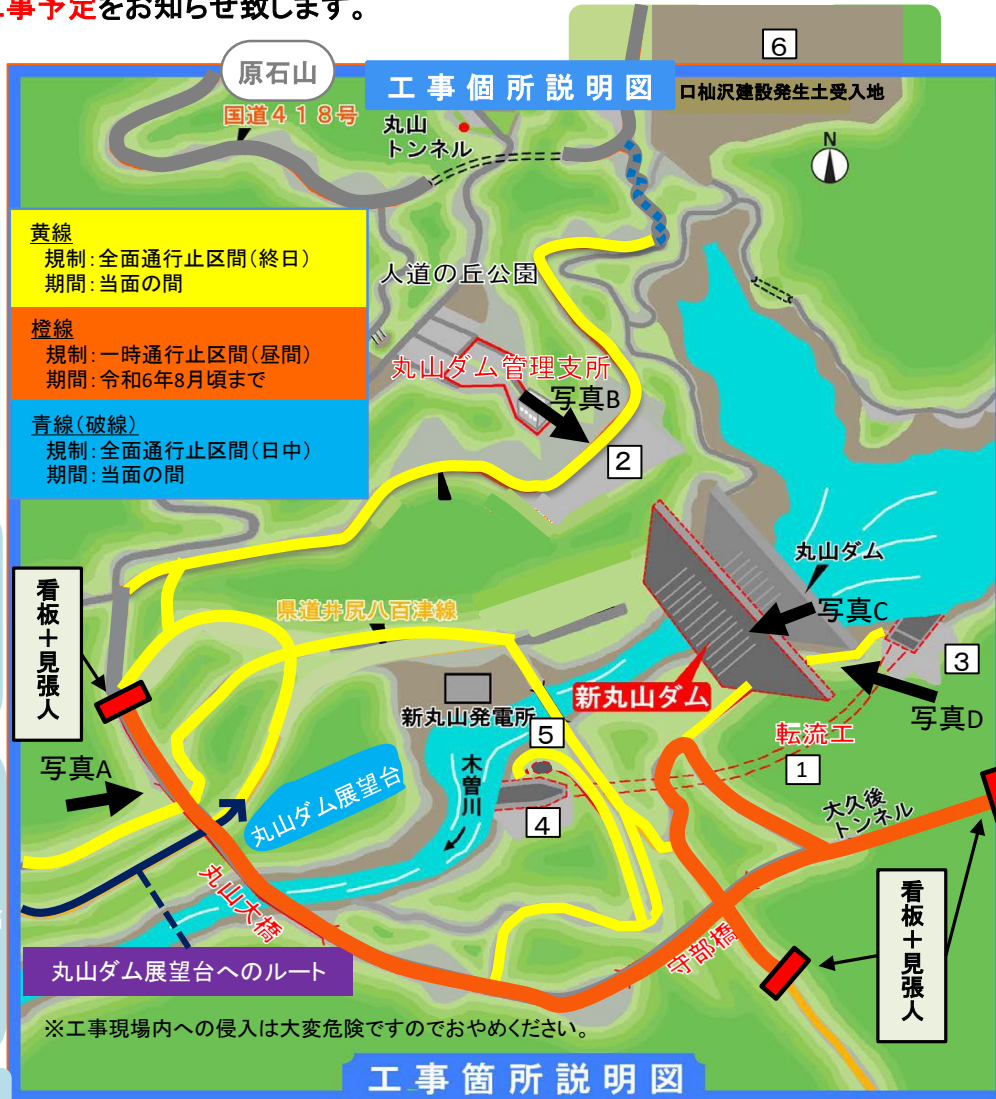 工事予定をお知らせ致します。
6
原石山
工事個所説明図
口杣沢建設発生土受入地
国道418号
丸山
トンネル
N
黄線
規制：全面通行止区間（終日）
期間：当面の間
人道の丘公園
橙線
規制：一時通行止区間（昼間）
期間：令和6年8月頃まで
丸山ダム管理支所
写真B
青線（破線）
規制：全面通行止区間（日中）
期間：当面の間
2
丸山ダム
看板＋見張人
県道井尻八百津線
写真C
3
新丸山発電所
新丸山ダム
写真D
5
転流工
写真A
木曽川
1
丸山ダム展望台
4
大久後
トンネル
丸山大橋
看板＋見張人
守部橋
丸山ダム展望台へのルート
※工事現場内への侵入は大変危険ですのでおやめください。
工事箇所説明図